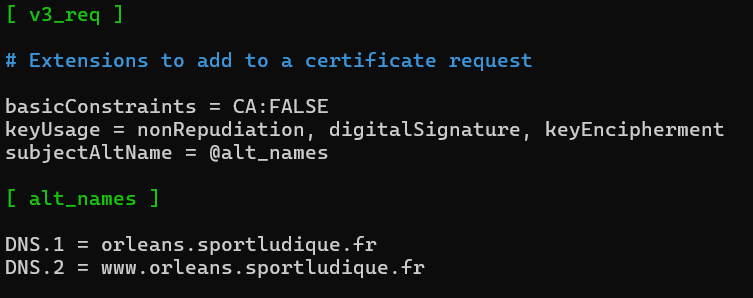 [ v3_req ]
# Extensions to add to a certificate request
basicConstraints = CA:FALSE
keyUsage = nonRepudiation, digitalSignature, keyEncipherment
subjectAltName = @alt_names
[ alt_names ]
DNS.1 = orleans.sportludique.fr
DNS.2 = www.orleans.sportludique.fr